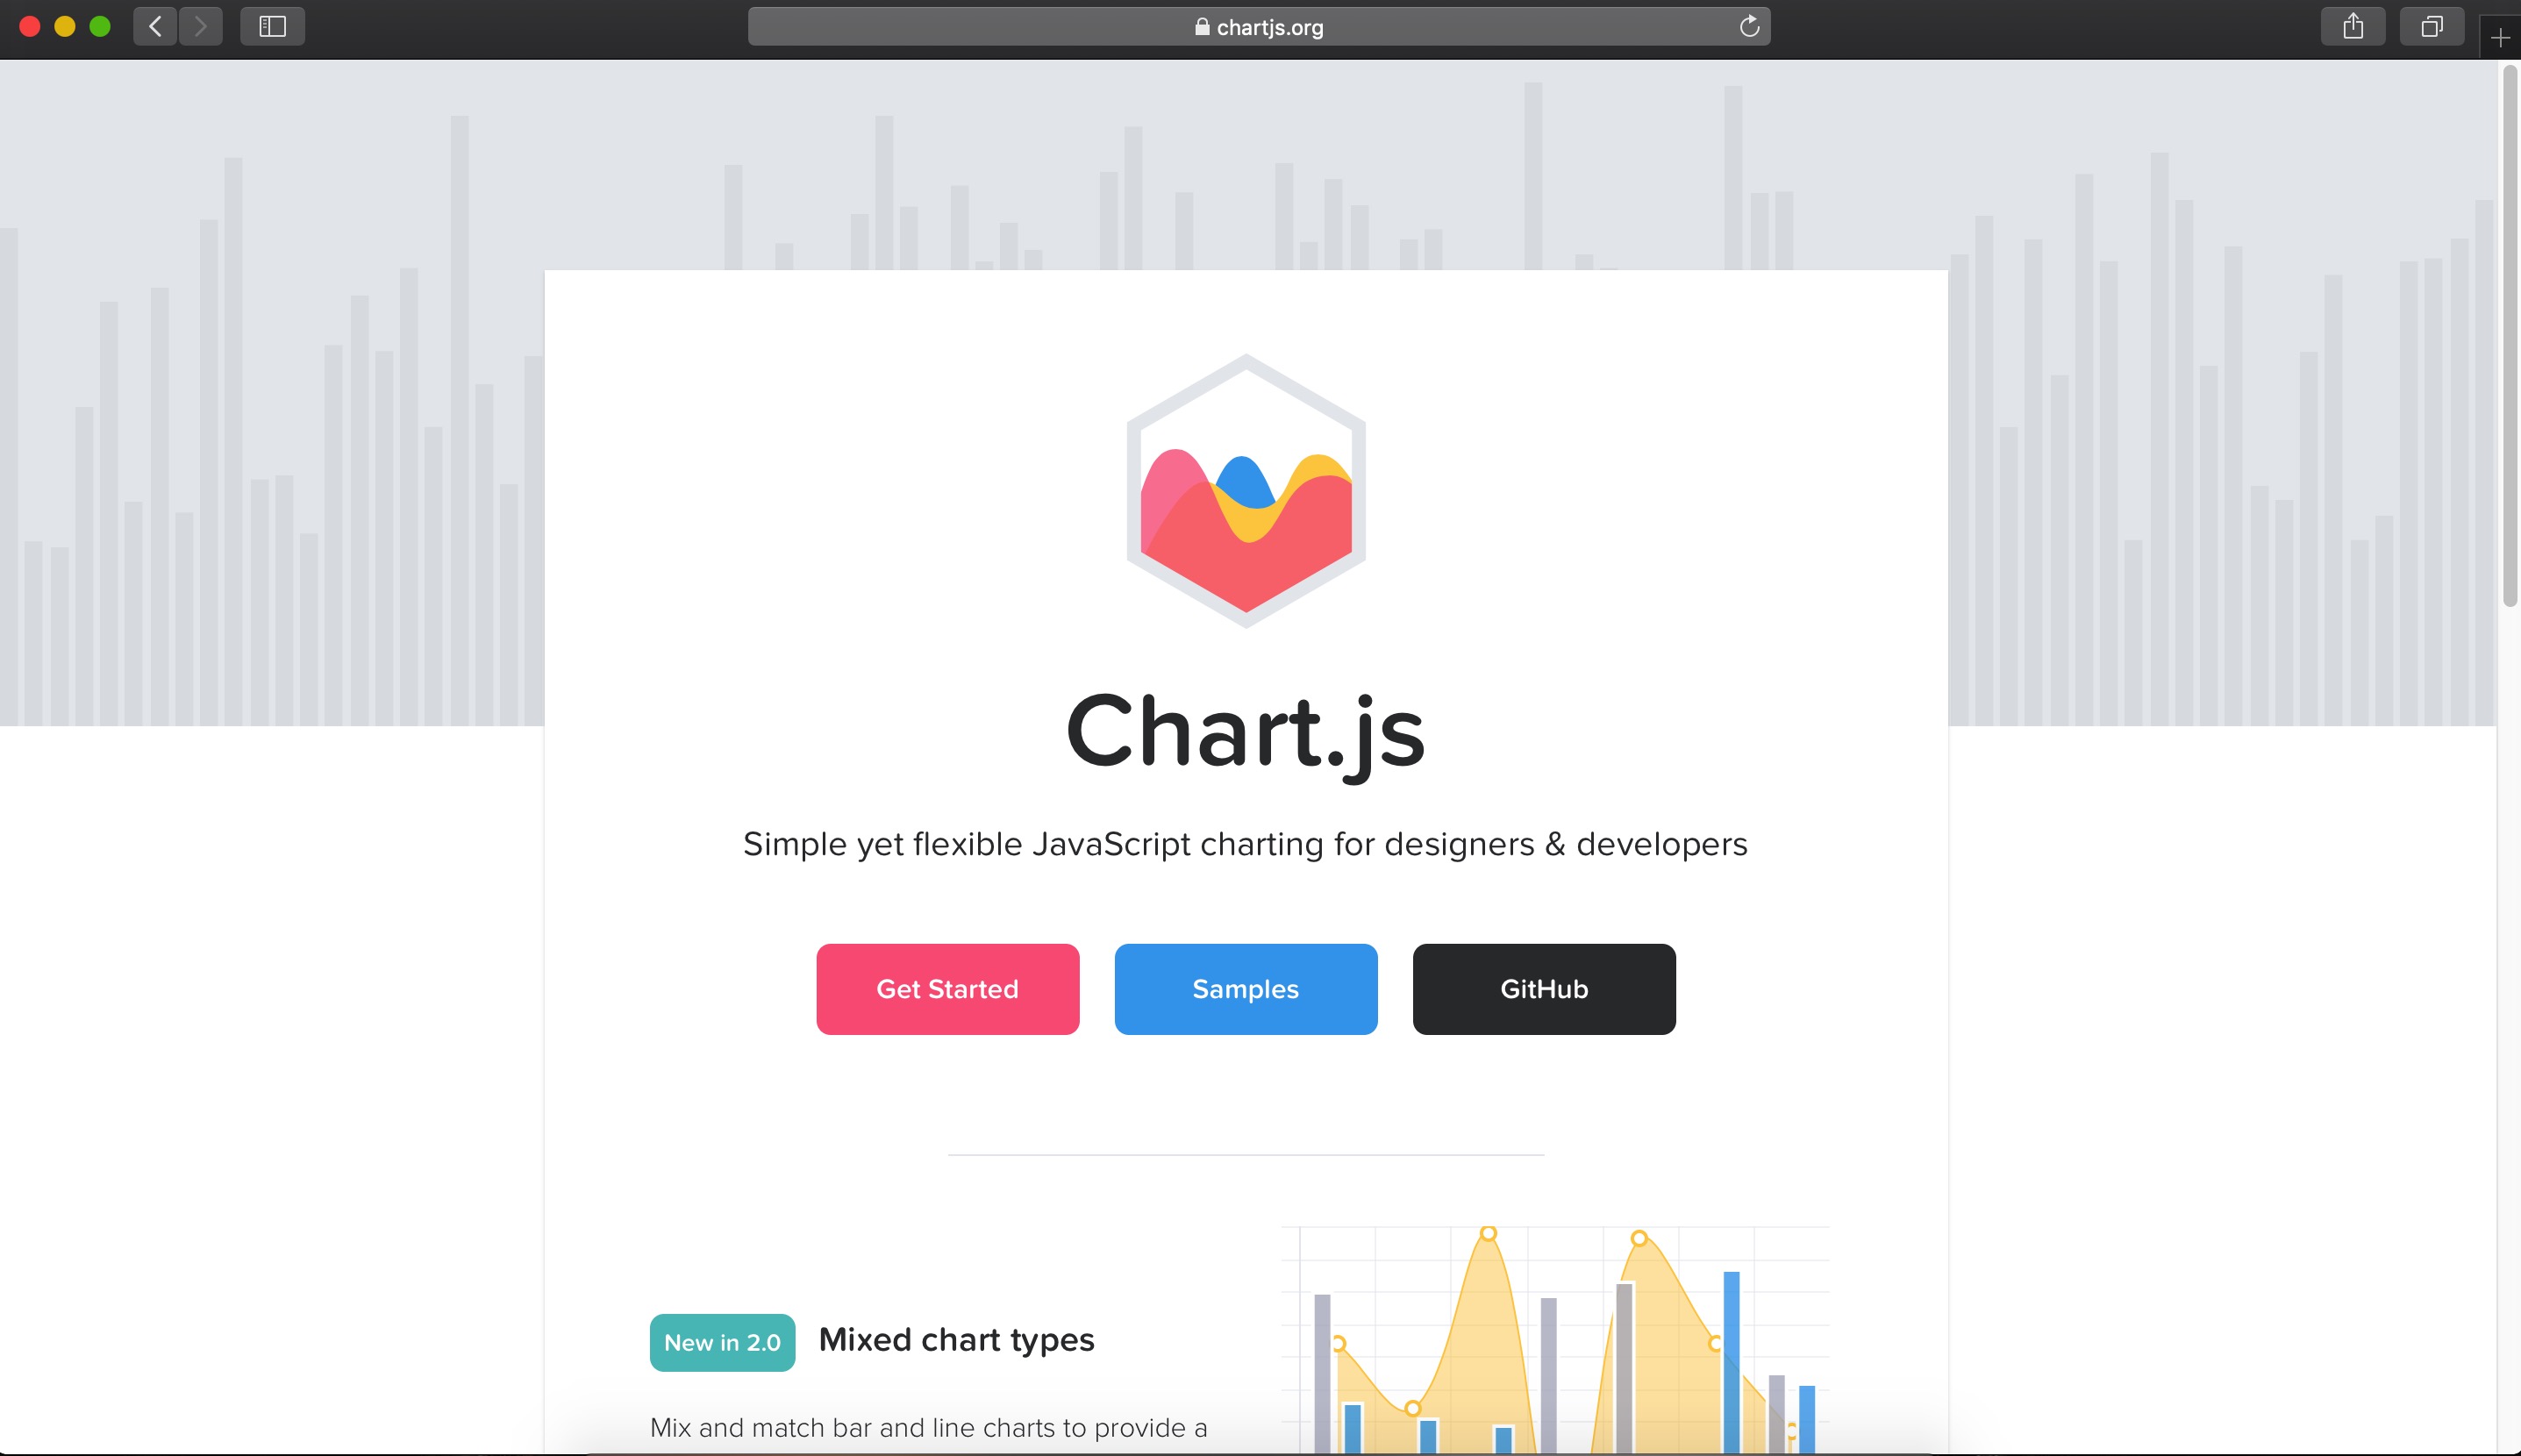 chartjs.org
Chart.js
Simple yet flexible JavaScript charting for designers & developers
Get Started
Samples
GitHub
New in 2.0
Mixed chart types
Mix and match bar and line charts to provide a